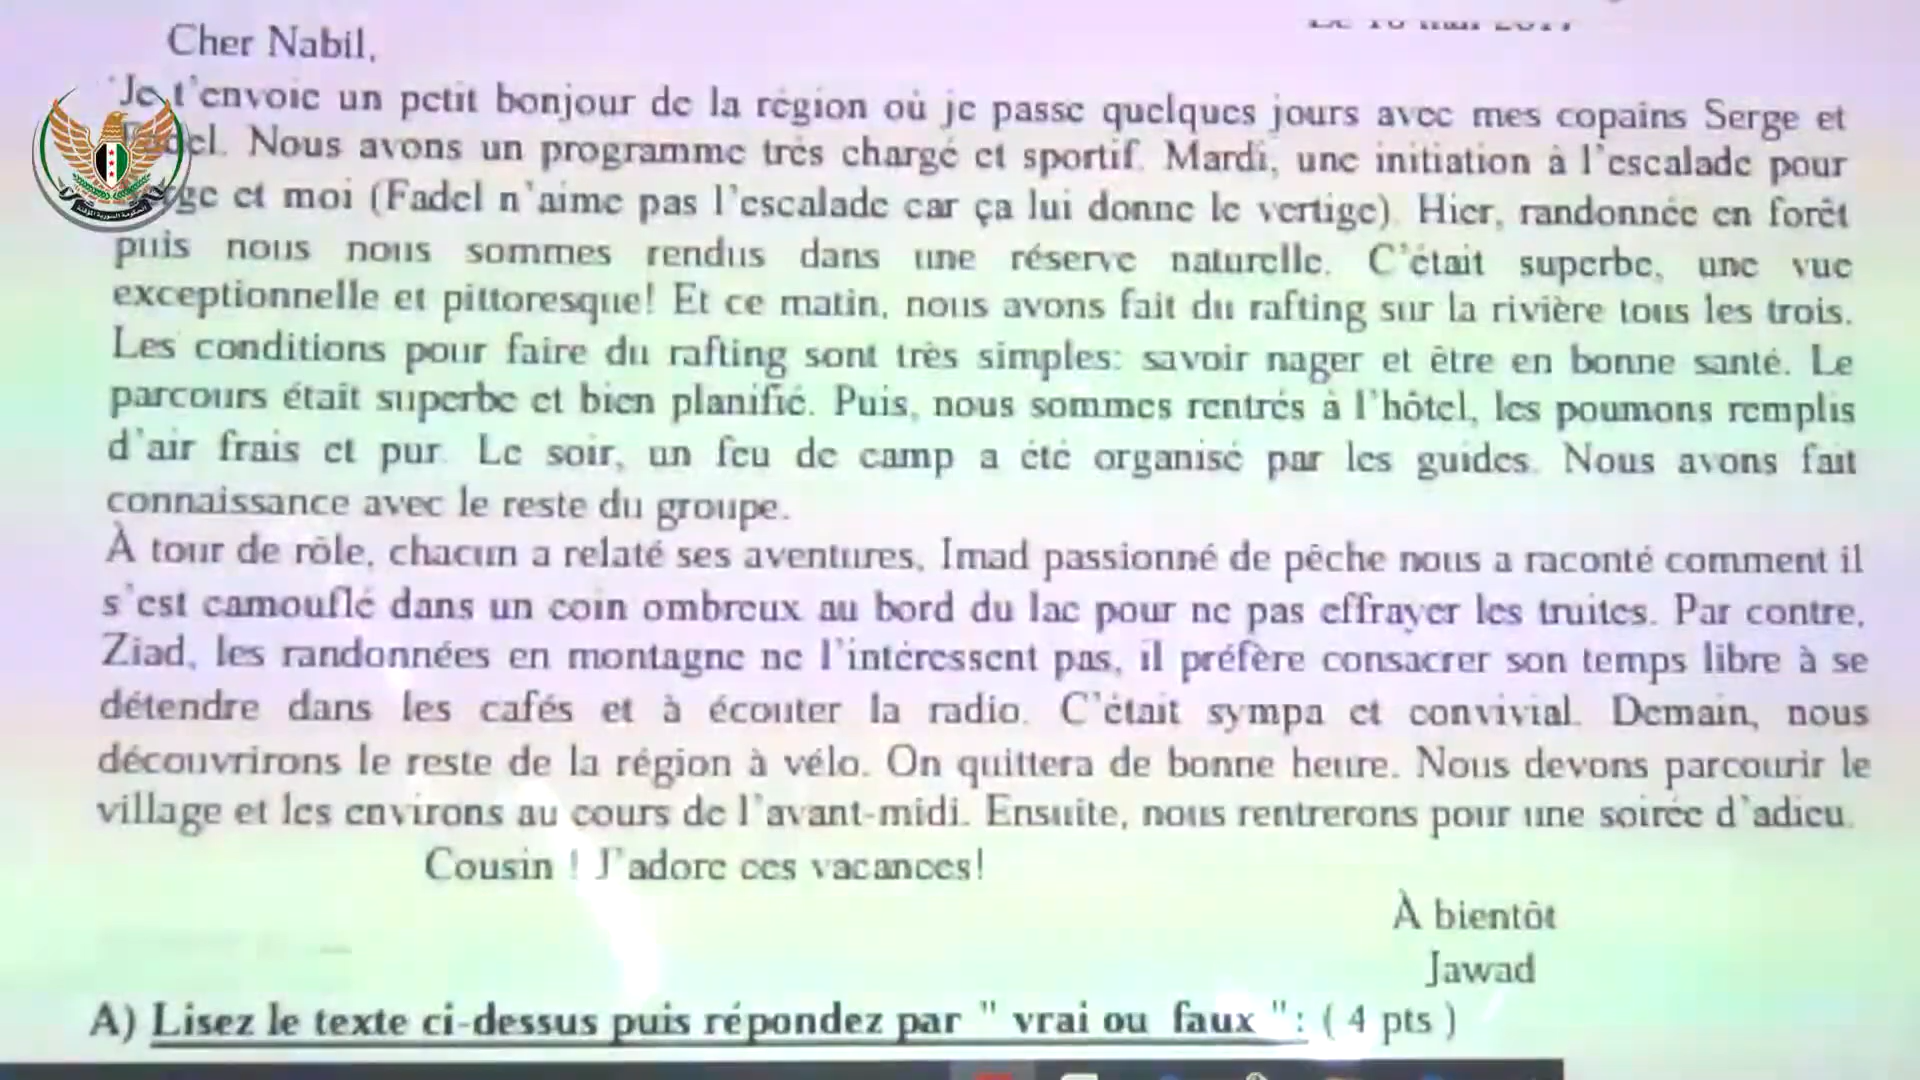 Cher Nabil,
Je t'envoie un petit bonjour de la région où je passe quelques jours avec mes copains Serge et
Nous avons un programme très chargé et sportif. Mardi, une initiation à l'escalade pour
et moi (Fadel n'aime pas l'escalade car ça lui donne le vertige). Hier, randonnée en forêt
puis nous nous sommes rendus dans une réserve naturelle. C'était superbe, une vue
exceptionnelle et pittoresque! Et ce matin, nous avons fait du rafting sur la rivière tous les trois.
Les conditions pour faire du rafting sont très simples: savoir nager et être en bonne santé. Le
parcours était superbe et bien planifié. Puis, nous sommes rentrés à l'hôtel, les poumons remplis
d'air frais et pur. Le soir, un feu de camp a été organisé par les guides. Nous avons fait
connaissance avec le reste du groupe.
À tour de rôle, chacun a relaté ses aventures, Imad passionné de pêche nous a raconté comment il
s'est camouflé dans un coin ombreux au bord du lac pour ne pas effrayer les truites. Par contre,
Ziad, les randonnées en montagne ne l'intéressent pas, il préfère consacrer son temps libre à se
détendre dans les cafés et à écouter la radio. C'était sympa et convivial. Demain, nous
découvrirons le reste de la région à vélo. On quittera de bonne heure. Nous devons parcourir le
village et les environs au cours de l'avant-midi. Ensuite, nous rentrerons pour une soirée d'adieu.
Cousin ! J'adore ces vacances!
À bientôt
Jawad
A) Lisez le texte ci-dessus puis répondez par " vrai ou faux ": ( 4 pts )